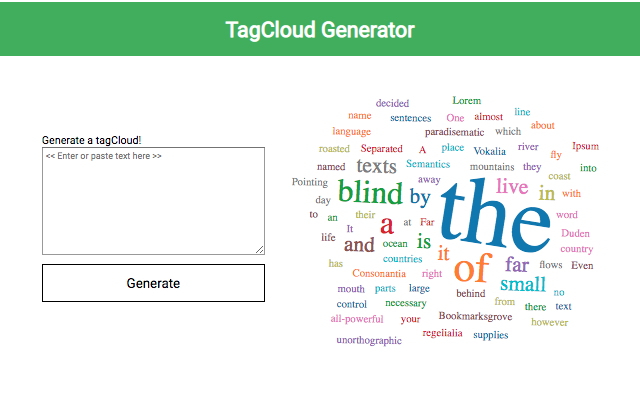 TagCloud Generator
Generate a tagCloud!
<< Enter or paste text here >>
Generate
decided Lorem
name sentences One almost line
language paradisematic which about
roasted Separated A place Vokalia river fly Ipsum
named texts Semantics mountains they into
Pointing blind by away live in coast with
day the
to an their a at Far word
life It and ocean is it Duden
has countries of far flows Even country
Consonantia right small
mouth parts large behind no
control necessary from there text
all-powerful your Bookmarksgrove however
unorthographic regelialia supplies